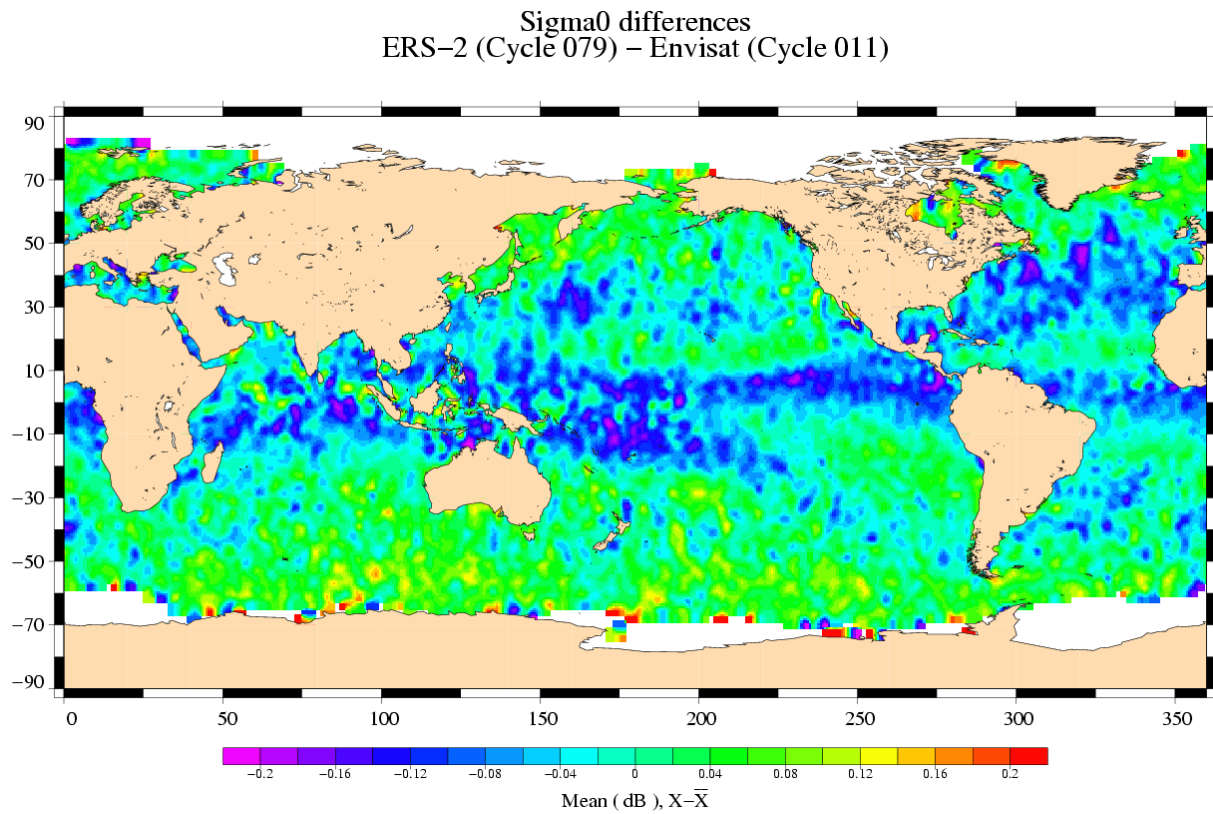 Sigma0 differences
ERS−2 (Cycle 079) − Envisat (Cycle 011)
90
70
50
30
10
−10
−30
−50
−70
−90
0 50 100 150 200 250 300 350
−0.2 −0.16 −0.12 −0.08 −0.04 0 0.04 0.08 0.12 0.16 0.2
Mean ( dB ), X−X̅